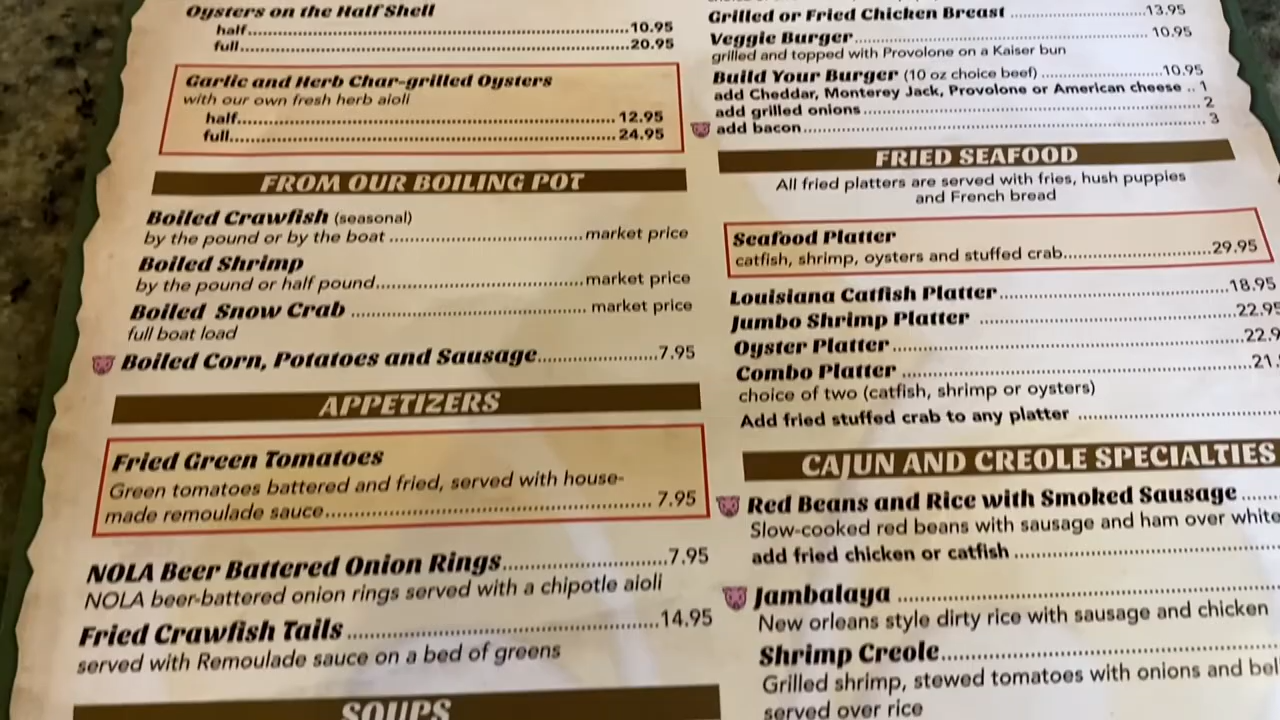 Oysters on the Half Shell
half..........10.95
full..........20.95
Garlic and Herb Char-grilled Oysters
with our own fresh herb aioli
half..........12.95
full..........24.95
FROM OUR BOILING POT
Boiled Crawfish (seasonal)
by the pound or by the boat ..........market price
Boiled Shrimp
by the pound or half pound..........market price
Boiled Snow Crab .......... market price
full boat load
Boiled Corn, Potatoes and Sausage..........7.95
APPETIZERS
Fried Green Tomatoes
Green tomatoes battered and fried, served with house-
made remoulade sauce.......... 7.95
NOLA Beer Battered Onion Rings..........7.95
NOLA beer-battered onion rings served with a chipotle aioli
Fried Crawfish Tails ..........14.95
served with Remoulade sauce on a bed of greens
SOUPS
Grilled or Fried Chicken Breast ..........13.95
Veggie Burger.......... 10.95
grilled and topped with Provolone on a Kaiser bun
Build Your Burger (10 oz choice beef) ..........10.95
add Cheddar, Monterey Jack, Provolone or American cheese .. 1
add grilled onions.......... 2
add bacon.......... 3
FRIED SEAFOOD
All fried platters are served with fries, hush puppies
and French bread
Seafood Platter
catfish, shrimp, oysters and stuffed crab..........29.95
Louisiana Catfish Platter..........18.95
Jumbo Shrimp Platter ..........22.95
Oyster Platter..........22.9
Combo Platter ..........21.
choice of two (catfish, shrimp or oysters)
Add fried stuffed crab to any platter ..........
CAJUN AND CREOLE SPECIALTIES
Red Beans and Rice with Smoked Sausage ......
Slow-cooked red beans with sausage and ham over white
add fried chicken or catfish ..........
Jambalaya ..........
New orleans style dirty rice with sausage and chicken
Shrimp Creole..........
Grilled shrimp, stewed tomatoes with onions and bel
served over rice